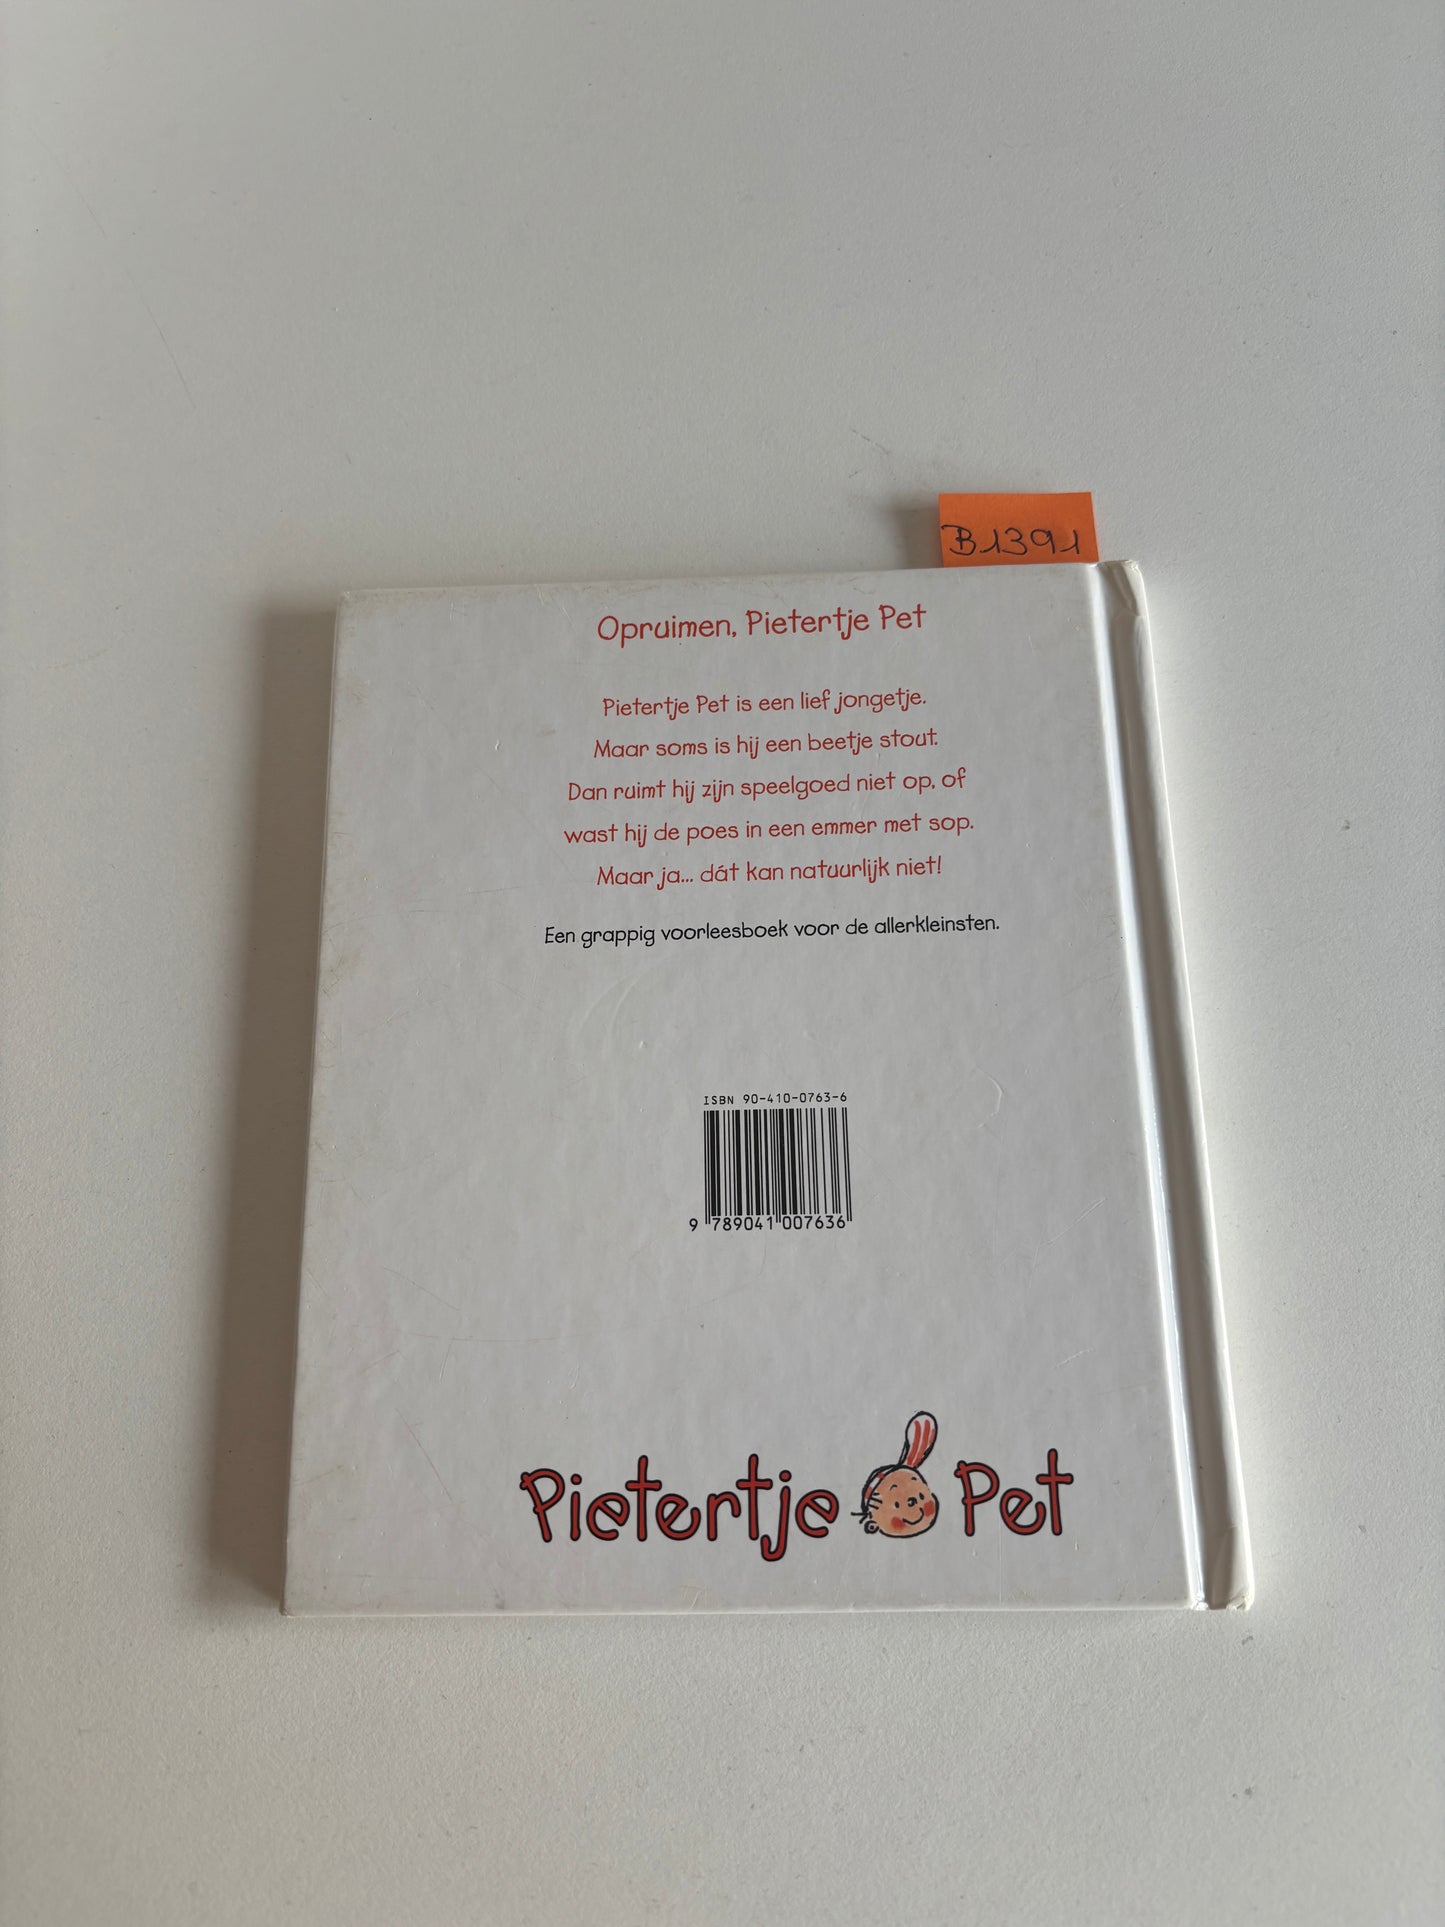 B1391
Opruimen, Pietertje Pet
Pietertje Pet is een lief jongetje.
Maar soms is hij een beetje stout.
Dan ruimt hij zijn speelgoed niet op, of
wast hij de poes in een emmer met sop.
Maar ja... dát kan natuurlijk niet!
Een grappig voorleesboek voor de allerkleinsten.
ISBN 90-410-0763-6
9 789041 007636
Pietertje Pet